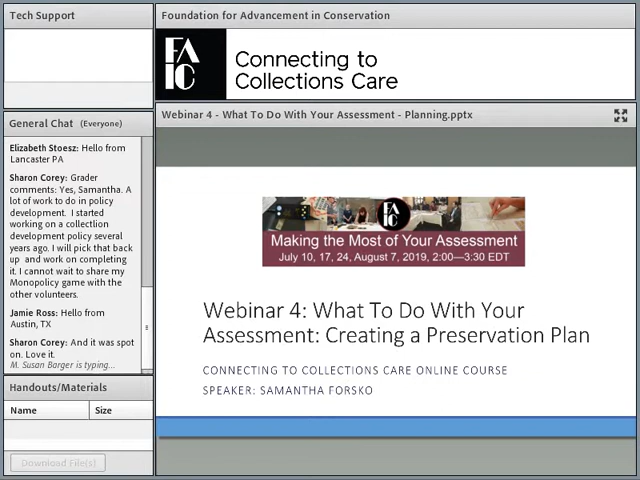 Tech Support
Foundation for Advancement in Conservation
FA
IC
Connecting to
Collections Care
General Chat (Everyone)
Elizabeth Stoesz: Hello from
Lancaster PA
Sharon Corey: Grader
comments: Yes, Samantha. A
lot of work to do in policy
development. I started
working on a collectlion
development policy several
years ago. I will pick that back
up and work on completing
it. I cannot wait to share my
Monopoly game with the
other volunteers.
Jamie Ross: Hello from
Austin, TX
Sharon Corey: And it was spot
on. Love it.
M. Susan Barger is typing...
Handouts/Materials
Name Size
Download File(s)
Webinar 4 - What To Do With Your Assessment - Planning.pptx
FA
IC
Making the Most of Your Assessment
July 10, 17, 24, August 7, 2019, 2:00—3:30 EDT
Webinar 4: What To Do With Your
Assessment: Creating a Preservation Plan
CONNECTING TO COLLECTIONS CARE ONLINE COURSE
SPEAKER: SAMANTHA FORSKO